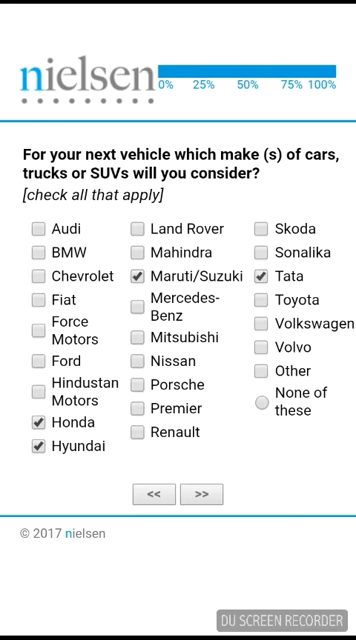 nielsen
0% 25% 50% 75% 100%
For your next vehicle which make (s) of cars,
trucks or SUVs will you consider?
[check all that apply]
Audi
BMW
Chevrolet
Fiat
Force
Motors
Ford
Hindustan
Motors
Honda
Hyundai
Land Rover
Mahindra
Maruti/Suzuki
Mercedes-
Benz
Mitsubishi
Nissan
Porsche
Premier
Renault
Skoda
Sonalika
Tata
Toyota
Volkswagen
Volvo
Other
None of
these
<< >>
© 2017 nielsen
DU SCREEN RECORDER